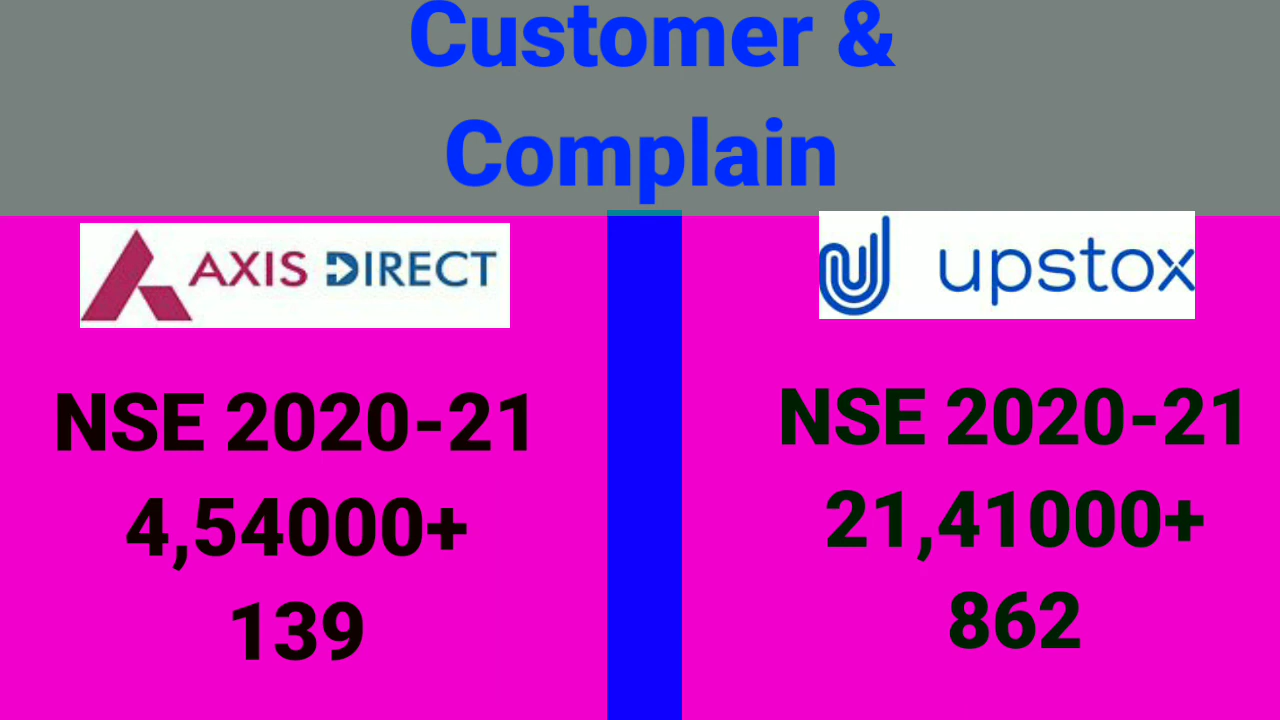 Customer &
Complain
AXIS DIRECT
NSE 2020-21
4,54000+
139
upstox
NSE 2020-21
21,41000+
862